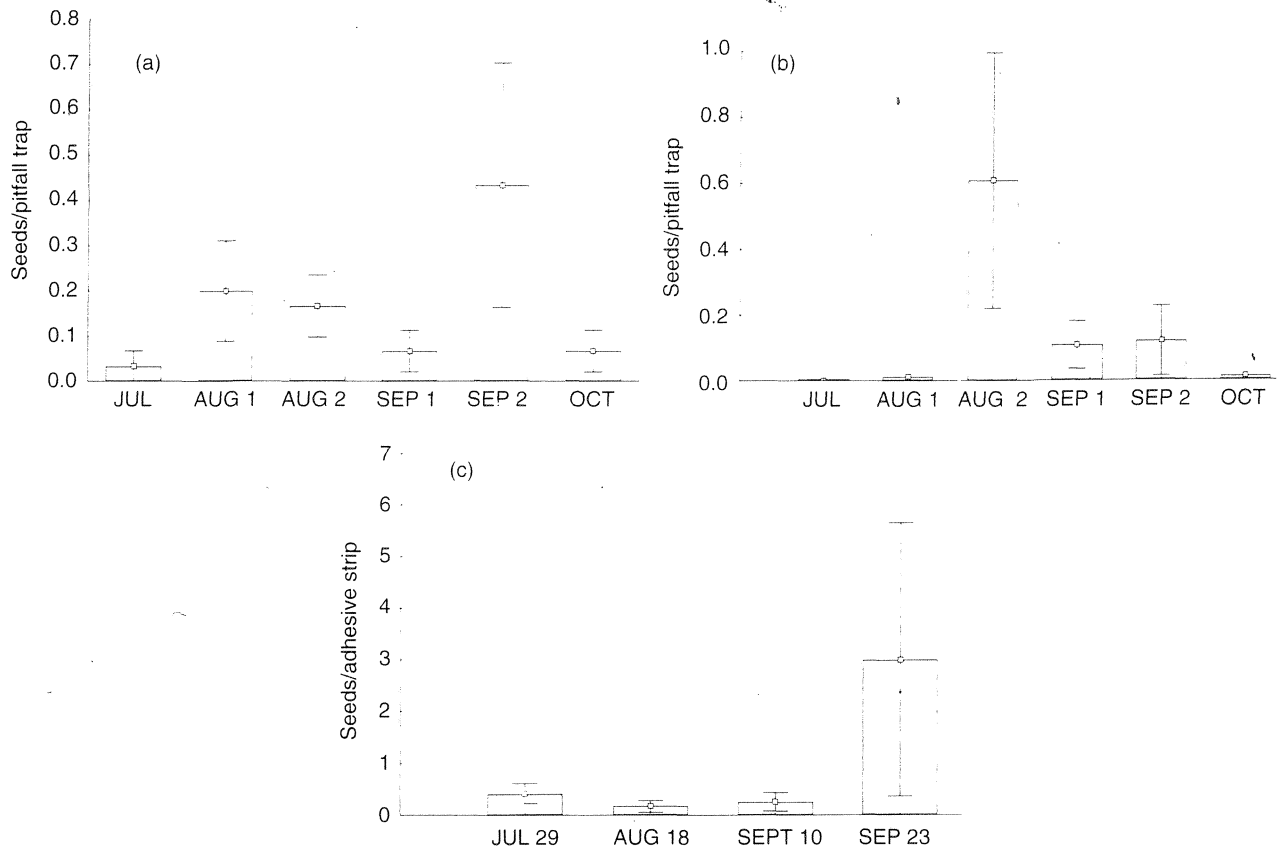 (a)
Seeds/pitfall trap
0.8
0.7
0.6
0.5
0.4
0.3
0.2
0.1
0.0
JUL AUG 1 AUG 2 SEP 1 SEP 2 OCT
(b)
Seeds/pitfall trap
1.0
0.8
0.6
0.4
0.2
0.0
JUL AUG 1 AUG 2 SEP 1 SEP 2 OCT
(c)
Seeds/adhesive strip
7
6
5
4
3
2
1
0
JUL 29 AUG 18 SEPT 10 SEP 23